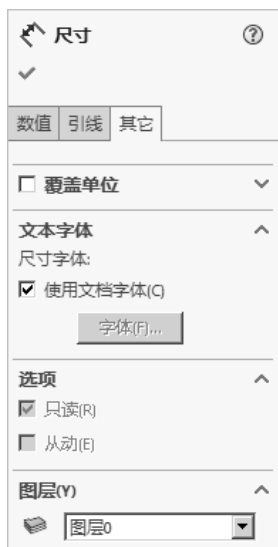 尺寸
数值 引线 其它
覆盖单位
文本字体
尺寸字体:
使用文档字体(C)
字体(F)...
选项
只读(R)
从动(E)
图层(Y)
图层0